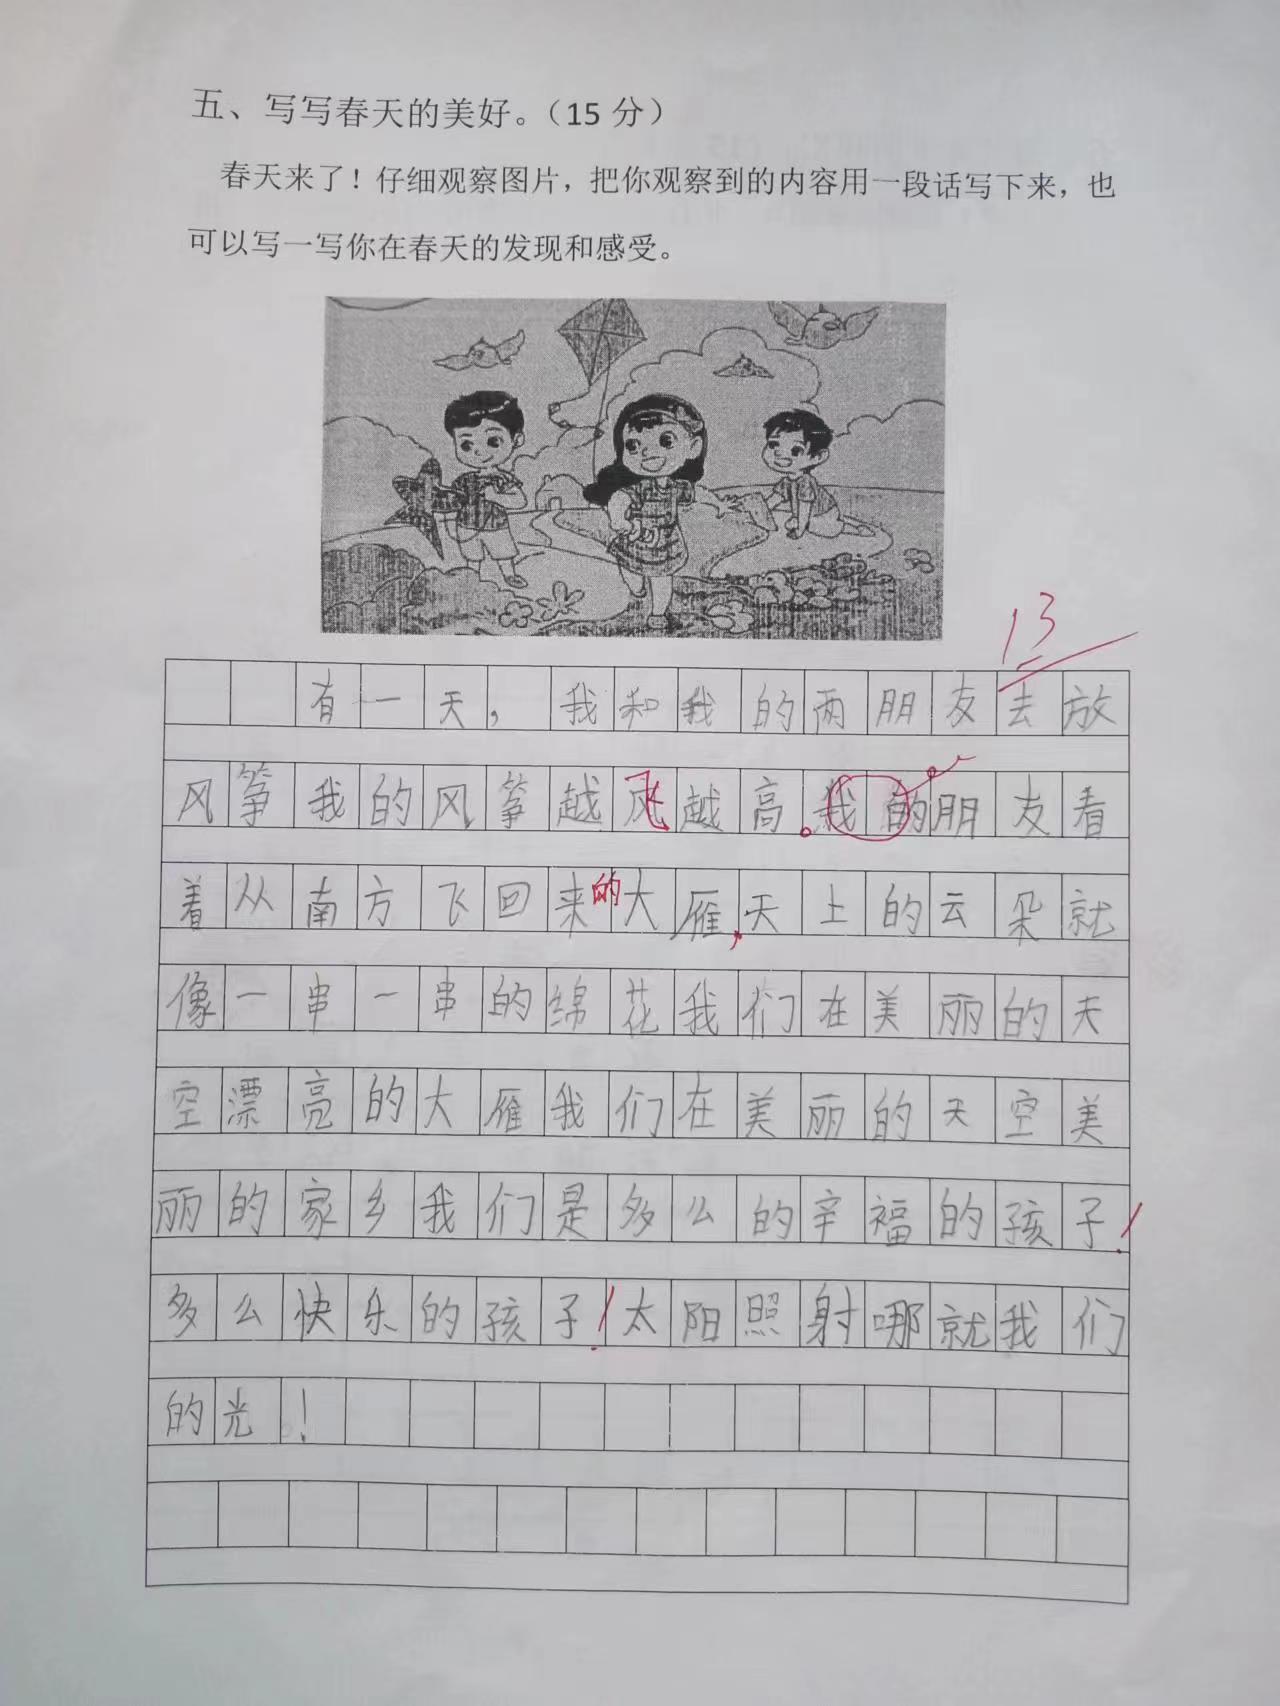 五、写写春天的美好。（15 分）
春天来了！仔细观察图片，把你观察到的内容用一段话写下来，也
可以写一写你在春天的发现和感受。
13
有一天，我和我的两朋友去放
风筝我的风筝越飞越高。我的朋友看
着从南方飞回来的大雁，天上的云朵就
像一串一串的绵花我们在美丽的天
空漂亮的大雁我们在美丽的天空美
丽的家乡我们是多么的辛福的孩子！
多么快乐的孩子！太阳照射哪就我们
的光！